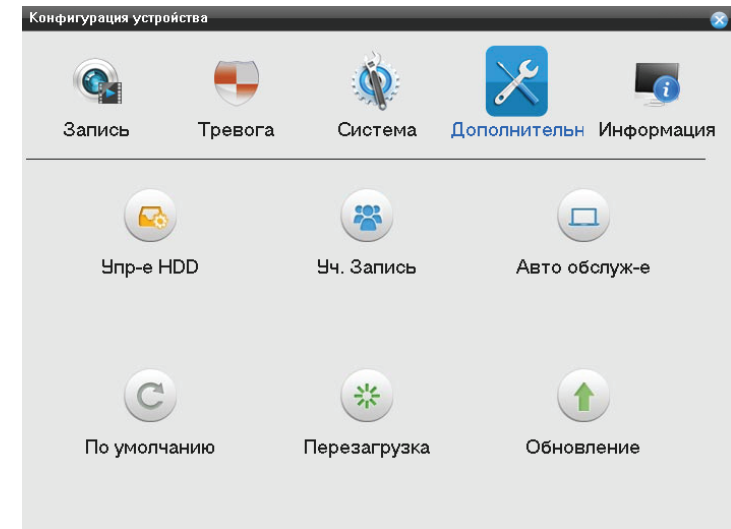 Конфигурация устройства
Запись Тревога Система Дополнительн Информация
Упр-е HDD Уч. Запись Авто обслуж-е
По умолчанию Перезагрузка Обновление